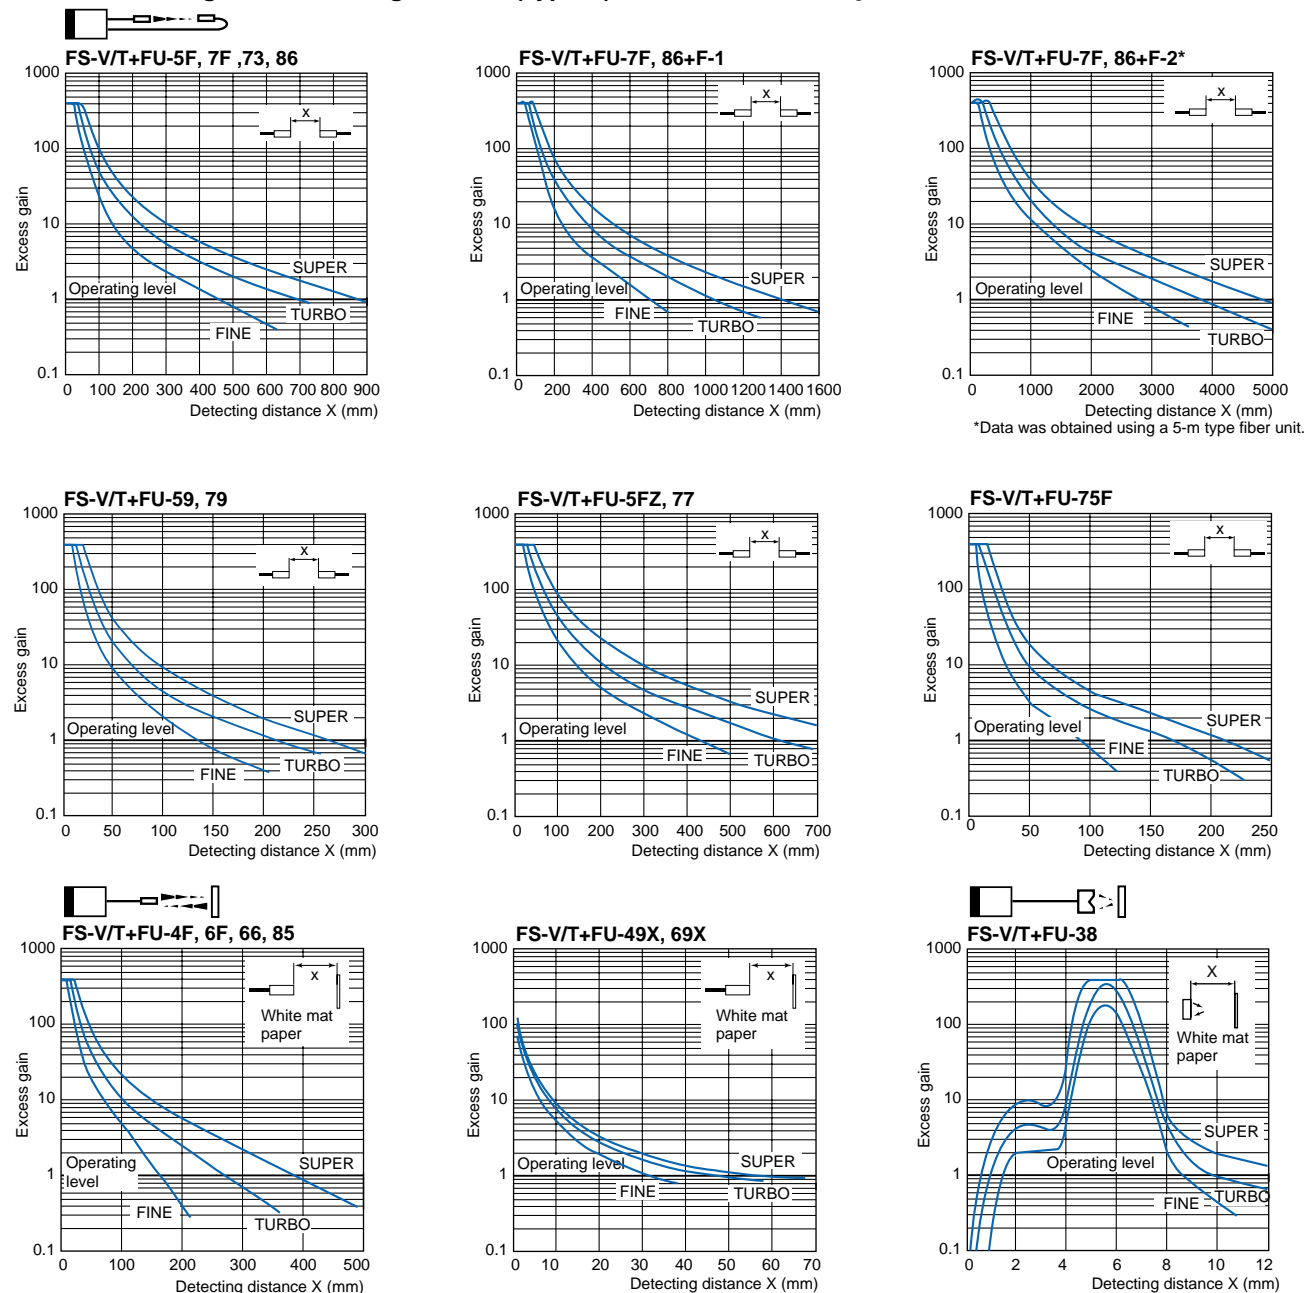 FS-V/T+FU-5F, 7F ,73, 86
1000
100
10
1
0.1
Excess gain
X
Operating level
SUPER
TURBO
FINE
0 100 200 300 400 500 600 700 800 900
Detecting distance X (mm)
FS-V/T+FU-7F, 86+F-1
1000
100
10
1
0.1
Excess gain
X
Operating level
SUPER
FINE
TURBO
0 200 400 600 800 1000 1200 1400 1600
Detecting distance X (mm)
FS-V/T+FU-7F, 86+F-2*
1000
100
10
1
0.1
Excess gain
X
Operating level
SUPER
FINE
TURBO
0 1000 2000 3000 4000 5000
Detecting distance X (mm)
*Data was obtained using a 5-m type fiber unit.
FS-V/T+FU-59, 79
1000
100
10
1
0.1
Excess gain
X
Operating level
SUPER
TURBO
FINE
0 50 100 150 200 250 300
Detecting distance X (mm)
FS-V/T+FU-5FZ, 77
1000
100
10
1
0.1
Excess gain
X
Operating level
SUPER
FINE
TURBO
0 100 200 300 400 500 600 700
Detecting distance X (mm)
FS-V/T+FU-75F
1000
100
10
1
0.1
Excess gain
X
Operating level
SUPER
FINE
TURBO
0 50 100 150 200 250
Detecting distance X (mm)
FS-V/T+FU-4F, 6F, 66, 85
1000
100
10
1
0.1
Excess gain
X
White mat
paper
Operating
level
SUPER
FINE
TURBO
0 100 200 300 400 500
Detecting distance X (mm)
FS-V/T+FU-49X, 69X
1000
100
10
1
0.1
Excess gain
X
White mat
paper
Operating level
SUPER
FINE
TURBO
0 10 20 30 40 50 60 70
Detecting distance X (mm)
FS-V/T+FU-38
1000
100
10
1
0.1
Excess gain
X
White mat
paper
SUPER
Operating level
FINE
TURBO
0 2 4 6 8 10 12
Detecting distance X (mm)